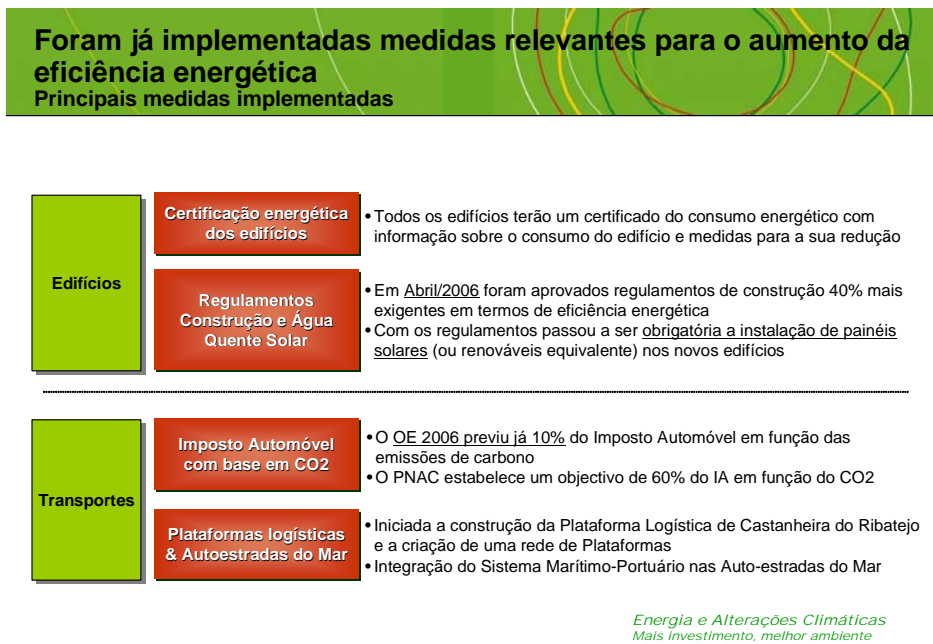 Foram já implementadas medidas relevantes para o aumento da
eficiência energética
Principais medidas implementadas
Edifícios
Certificação energética
dos edifícios
• Todos os edifícios terão um certificado do consumo energético com
informação sobre o consumo do edifício e medidas para a sua redução
Regulamentos
Construção e Água
Quente Solar
• Em Abril/2006 foram aprovados regulamentos de construção 40% mais
exigentes em termos de eficiência energética
• Com os regulamentos passou a ser obrigatória a instalação de painéis
solares (ou renováveis equivalente) nos novos edifícios
Transportes
Imposto Automóvel
com base em CO2
• O OE 2006 previu já 10% do Imposto Automóvel em função das
emissões de carbono
• O PNAC estabelece um objectivo de 60% do IA em função do CO2
Plataformas logísticas
& Autoestradas do Mar
• Iniciada a construção da Plataforma Logística de Castanheira do Ribatejo
e a criação de uma rede de Plataformas
• Integração do Sistema Marítimo-Portuário nas Auto-estradas do Mar
Energia e Alterações Climáticas
Mais investimento, melhor ambiente